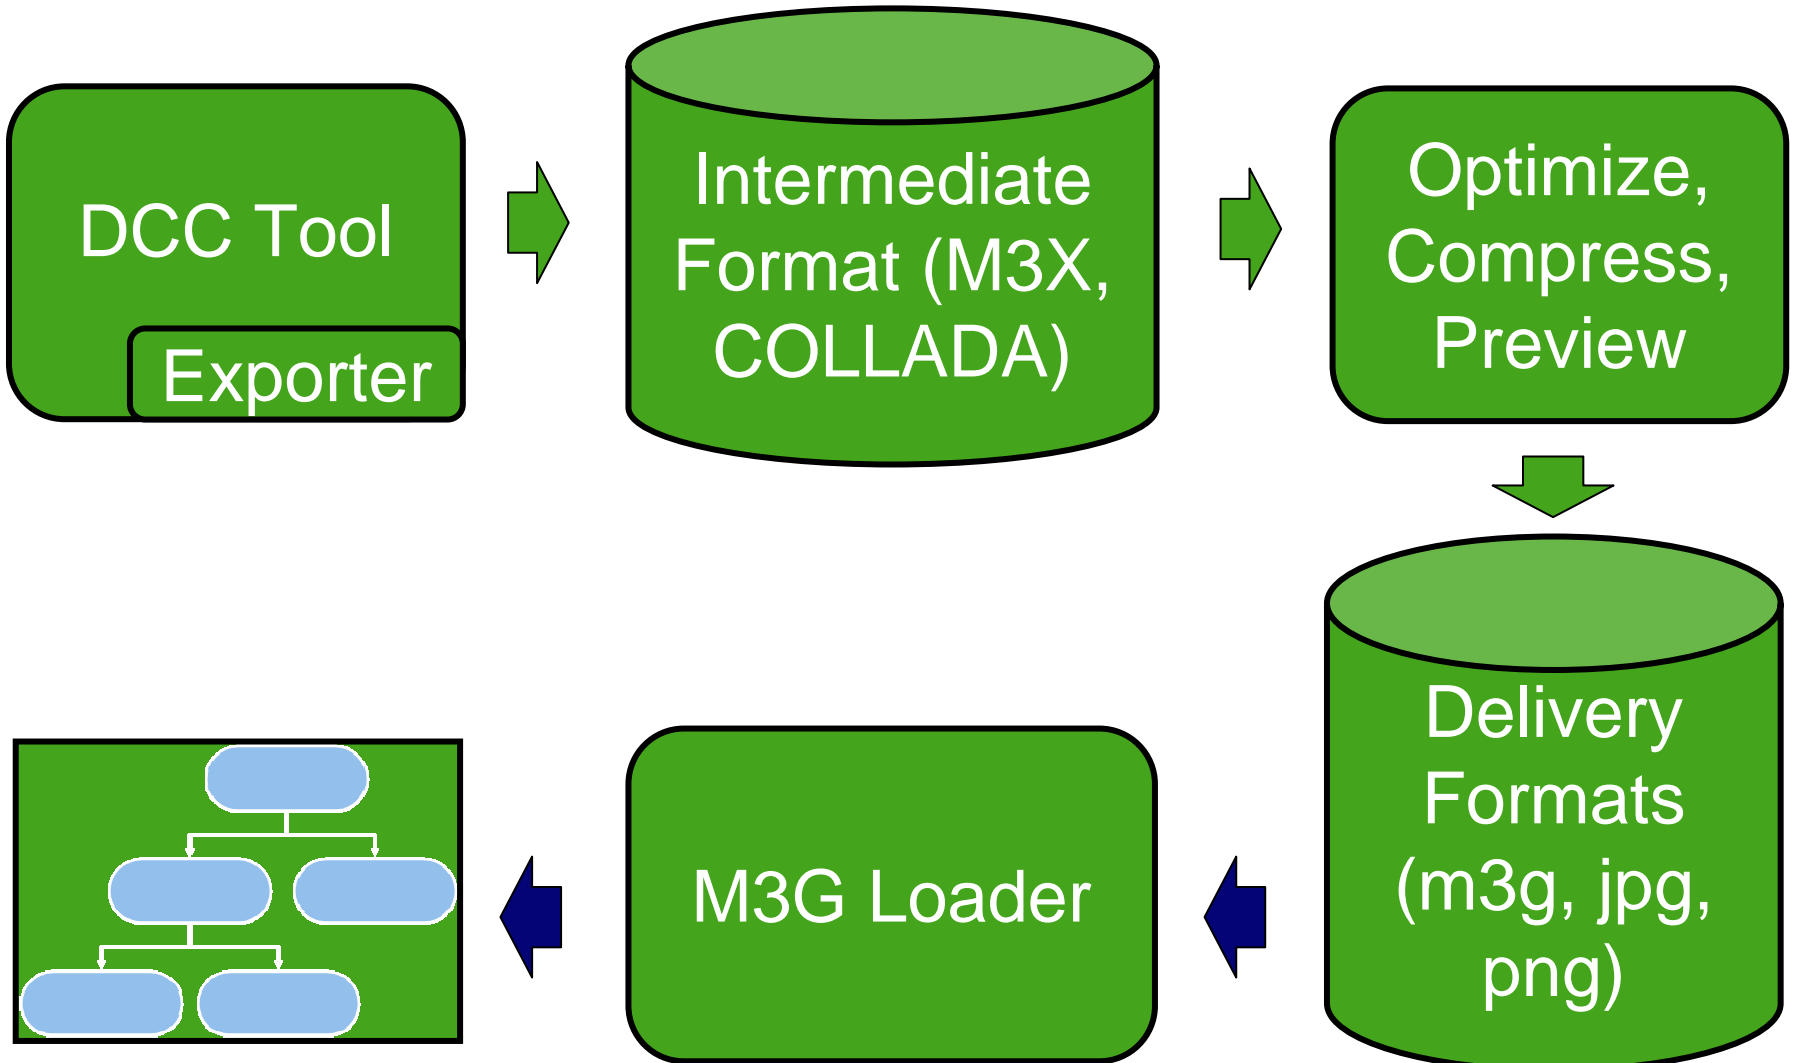 DCC Tool
Exporter
Intermediate
Format (M3X,
COLLADA)
Optimize,
Compress,
Preview
Delivery
Formats
(m3g, jpg,
png)
M3G Loader